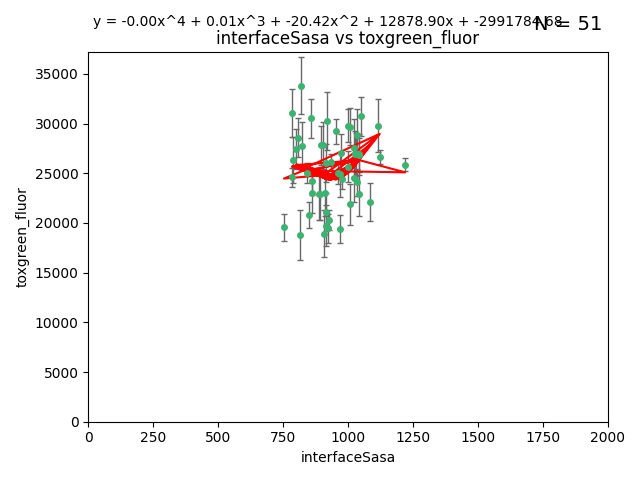 y = -0.00x^4 + 0.01x^3 + -20.42x^2 + 12878.90x + -2991784.68
N = 51
interfaceSasa vs toxgreen_fluor
35000
30000
25000
20000
15000
10000
5000
0
toxgreen_fluor
0 250 500 750 1000 1250 1500 1750 2000
interfaceSasa